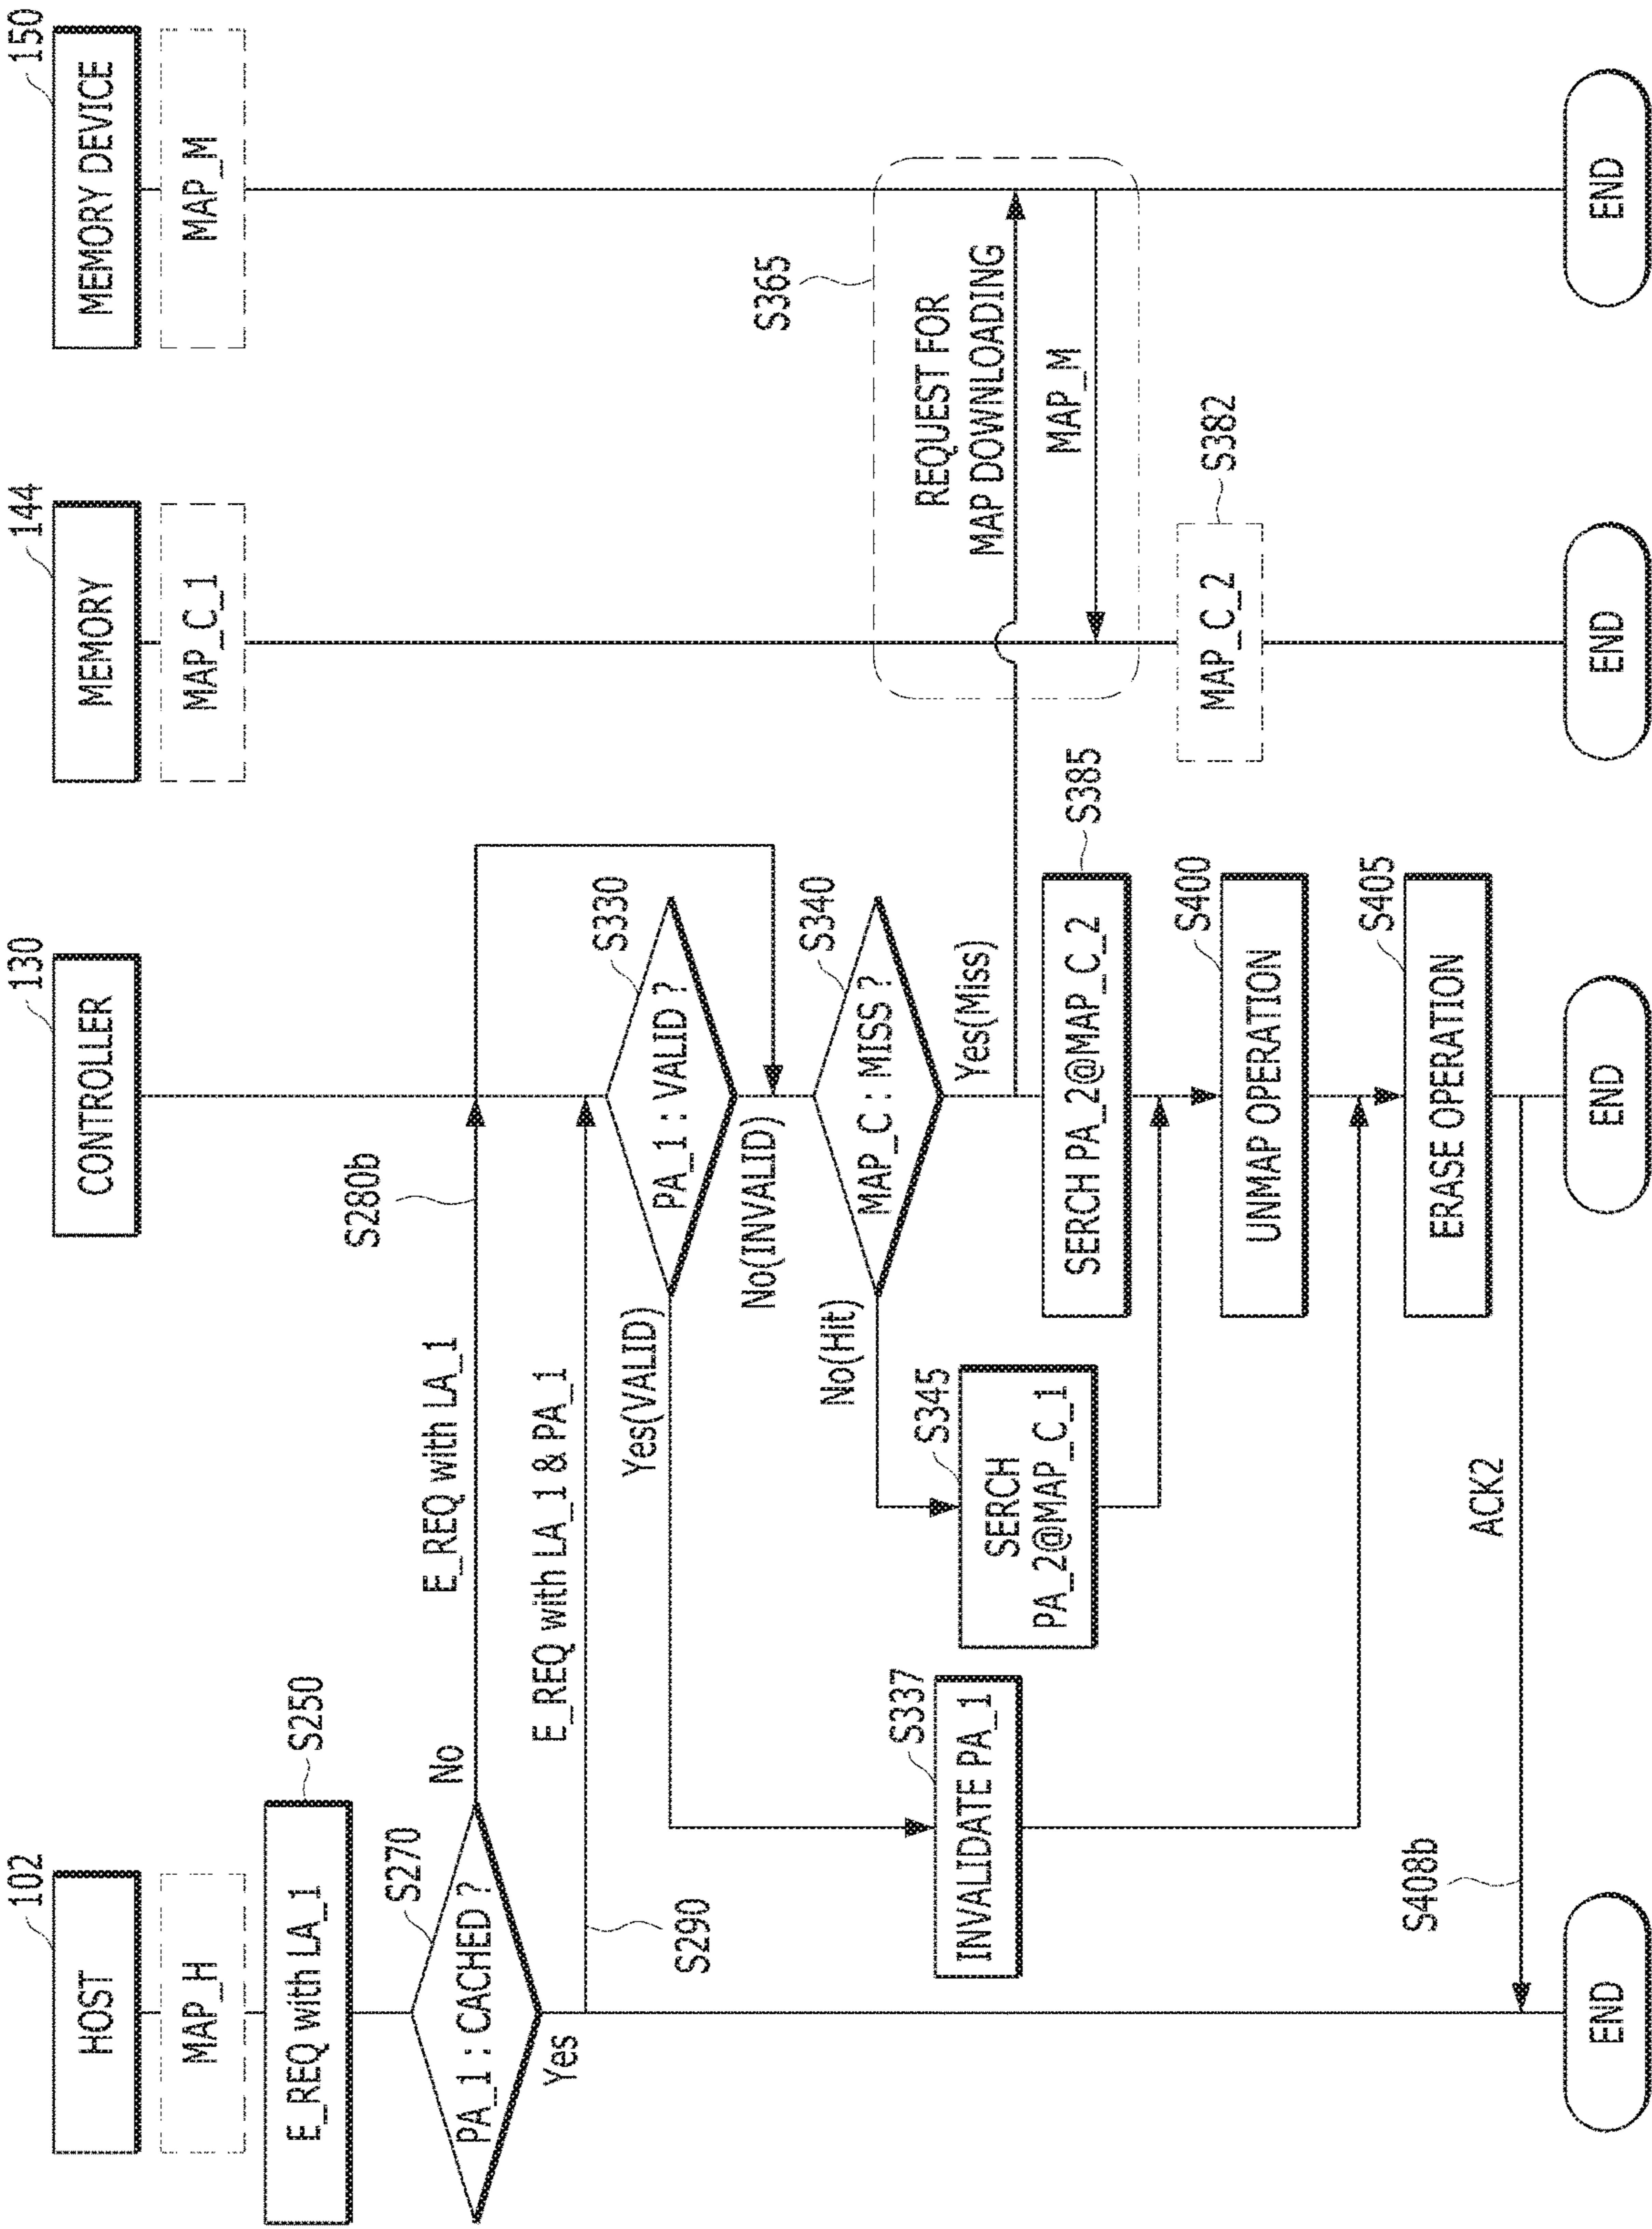 HOST
102
CONTROLLER
130
MEMORY
144
MEMORY DEVICE
150
MAP_H
MAP_C_1
MAP_M
E_REQ with LA_1
S250
PA_1 : CACHED ?
S270
No
E_REQ with LA_1
S280b
Yes
E_REQ with LA_1 & PA_1
S290
PA_1 : VALID ?
S330
Yes(VALID)
No(INVALID)
MAP_C : MISS ?
S340
No(Hit)
Yes(Miss)
S365
REQUEST FOR
MAP DOWNLOADING
MAP_M
INVALIDATE PA_1
S337
SERCH
PA_2@MAP_C_1
S345
SERCH PA_2@MAP_C_2
S385
MAP_C_2
S382
UNMAP OPERATION
S400
ERASE OPERATION
S405
S408b
ACK2
END
END
END
END